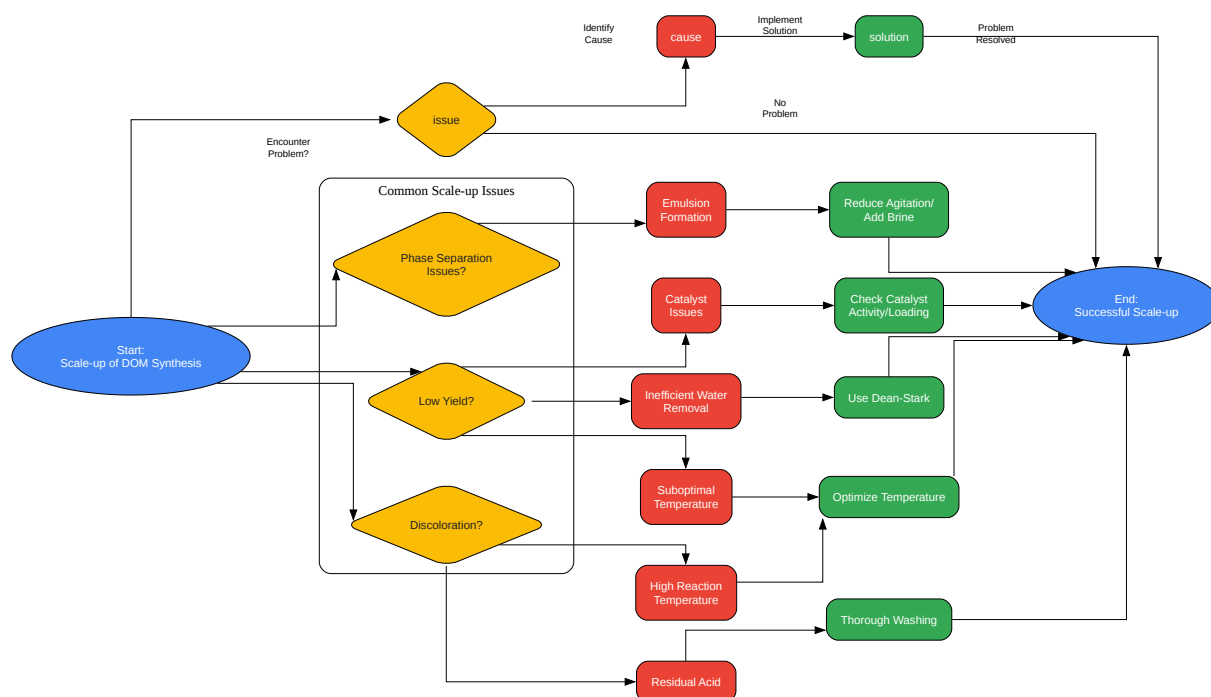 Identify
Cause
cause
Implement
Solution
solution
Problem
Resolved
issue
No
Problem
Encounter
Problem?
Common Scale-up Issues
Emulsion
Formation
Reduce Agitation/
Add Brine
Phase Separation
Issues?
Catalyst
Issues
Check Catalyst
Activity/Loading
End:
Successful Scale-up
Start:
Scale-up of DOM Synthesis
Low Yield?
Inefficient Water
Removal
Use Dean-Stark
Suboptimal
Temperature
Optimize Temperature
Discoloration?
High Reaction
Temperature
Thorough Washing
Residual Acid